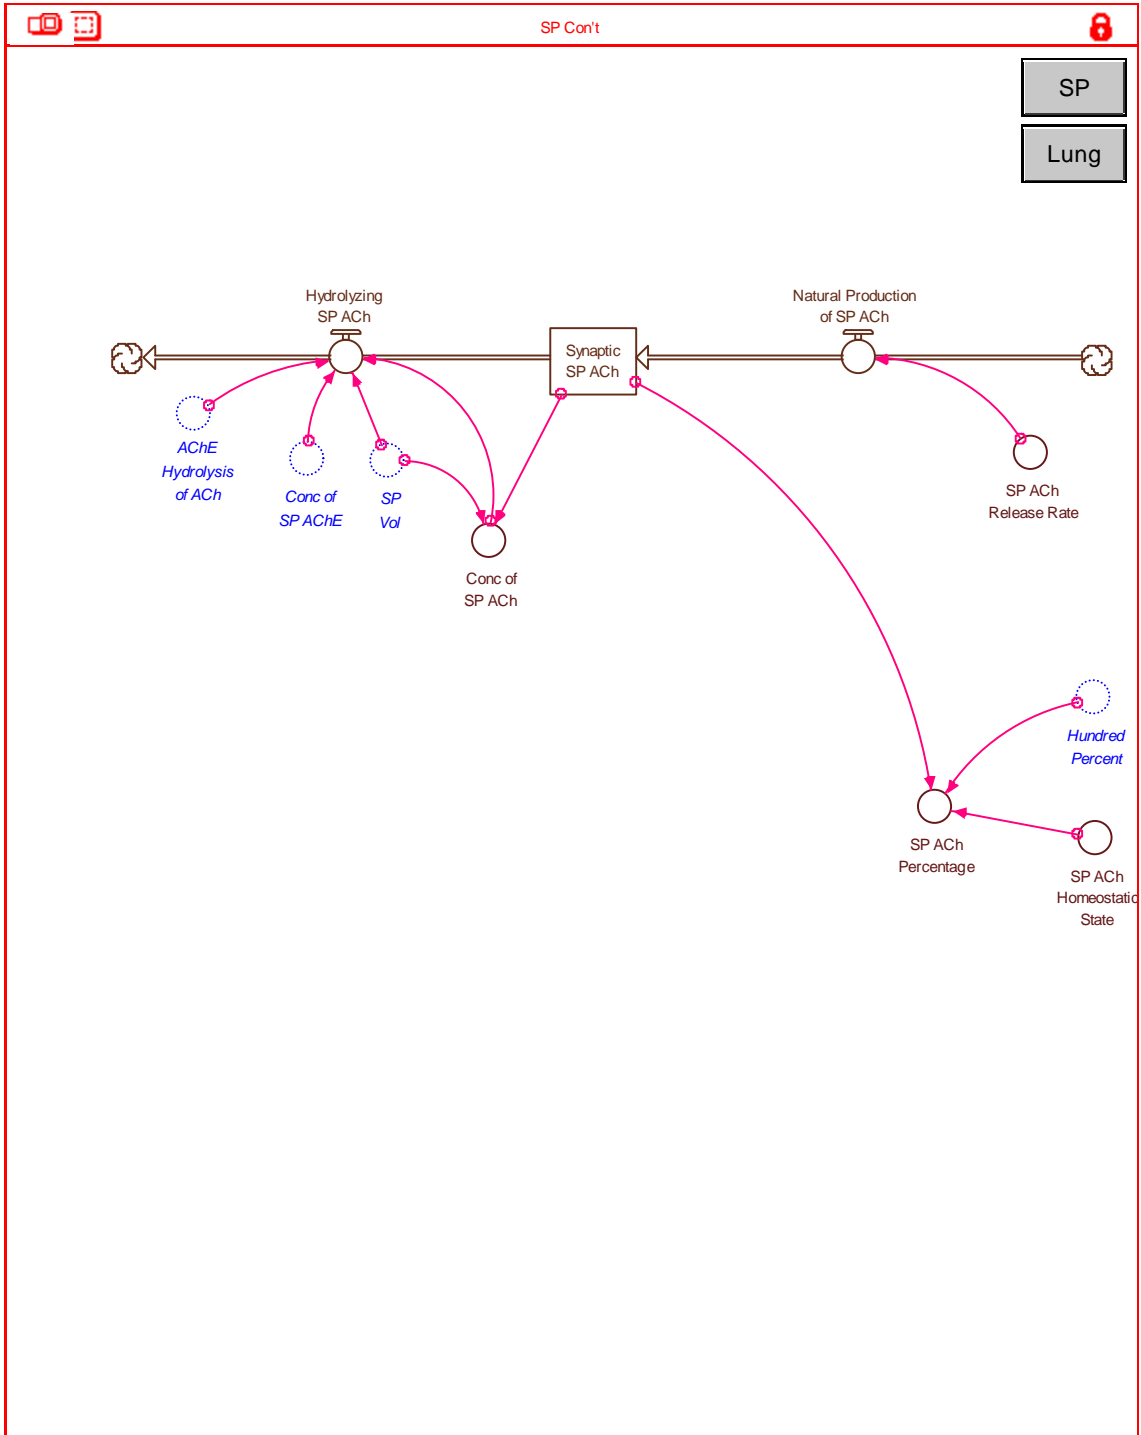 SP Con't
SP
Lung
Hydrolyzing
SP ACh
Natural Production
of SP ACh
Synaptic
SP ACh
AChE
Hydrolysis
of ACh
Conc of
SP AChE
SP
Vol
SP ACh
Release Rate
Conc of
SP ACh
Hundred
Percent
SP ACh
Percentage
SP ACh
Homeostatic
State